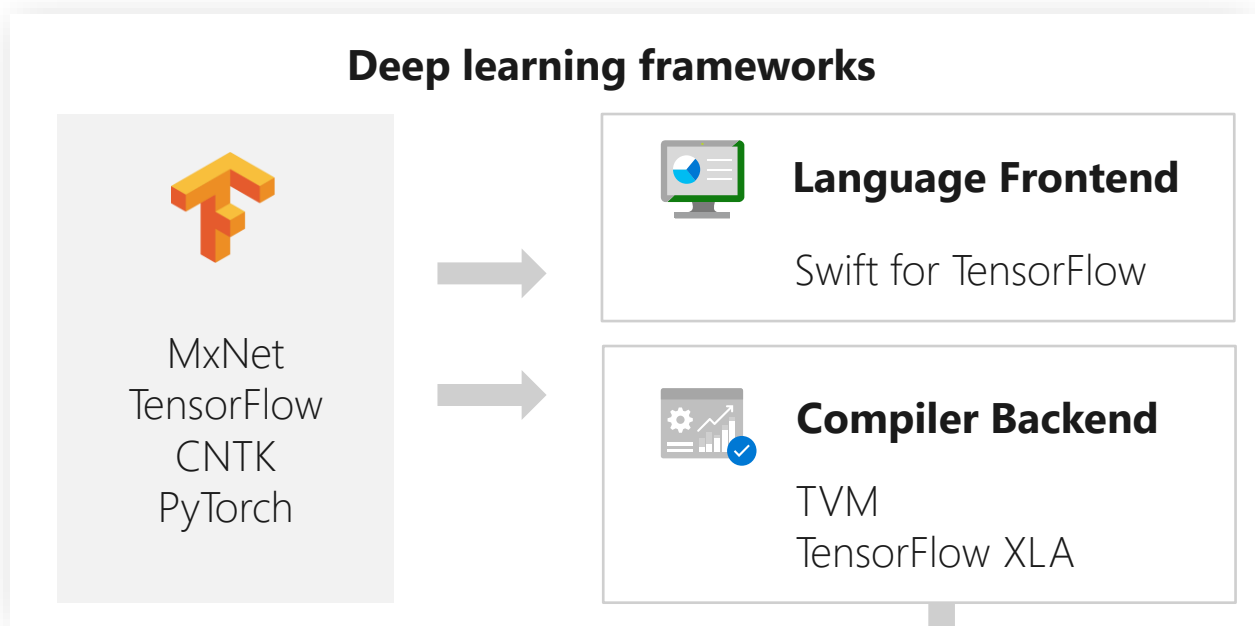 Deep learning frameworks
MxNet
TensorFlow
CNTK
PyTorch
Language Frontend
Swift for TensorFlow
Compiler Backend
TVM
TensorFlow XLA